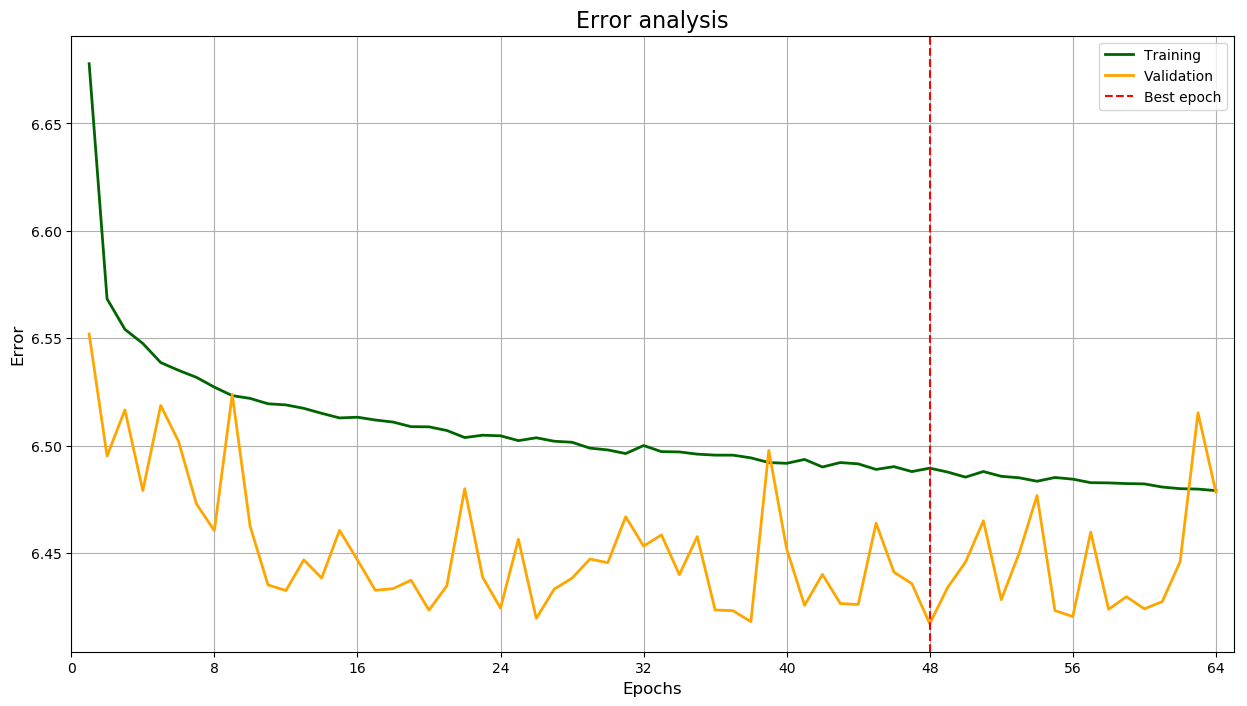 Error analysis
Training
Validation
Best epoch
Error
6.65
6.60
6.55
6.50
6.45
0 8 16 24 32 40 48 56 64
Epochs